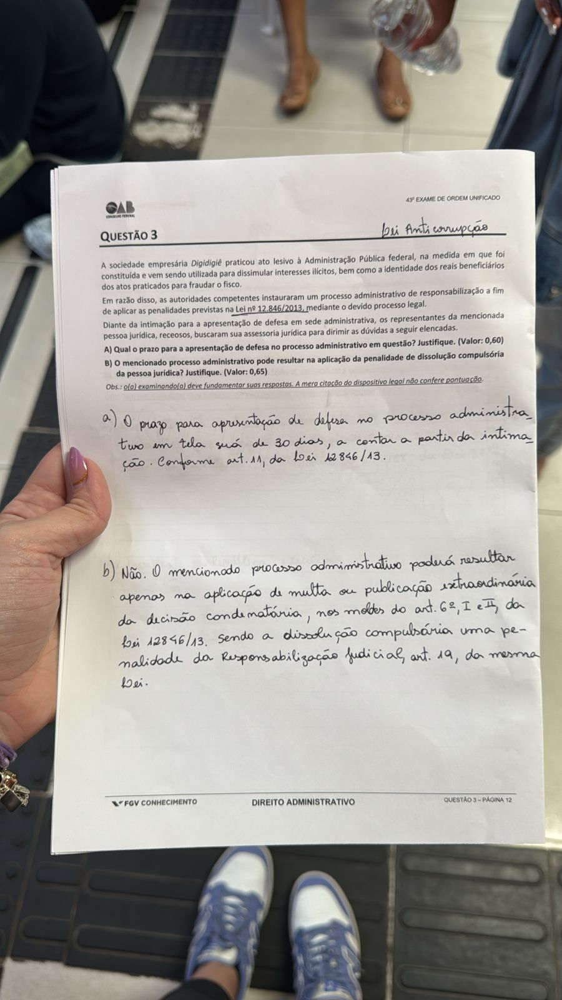 OAB
CONSELHO FEDERAL
43º EXAME DE ORDEM UNIFICADO
QUESTÃO 3
Lei Anticorrupção
A sociedade empresária Digidigiê praticou ato lesivo à Administração Pública federal, na medida em que foi
constituída e vem sendo utilizada para dissimular interesses ilícitos, bem como a identidade dos reais beneficiários
dos atos praticados para fraudar o fisco.
Em razão disso, as autoridades competentes instauraram um processo administrativo de responsabilização a fim
de aplicar as penalidades previstas na Lei nº 12.846/2013, mediante o devido processo legal.
Diante da intimação para a apresentação de defesa em sede administrativa, os representantes da mencionada
pessoa jurídica, receosos, buscaram sua assessoria jurídica para dirimir as dúvidas a seguir elencadas.
A) Qual o prazo para a apresentação de defesa no processo administrativo em questão? Justifique. (Valor: 0,60)
B) O mencionado processo administrativo pode resultar na aplicação da penalidade de dissolução compulsória
da pessoa jurídica? Justifique. (Valor: 0,65)
Obs.: o(a) examinando(a) deve fundamentar suas respostas. A mera citação do dispositivo legal não confere pontuação.
a) O prazo para apresentação de defesa no processo administra_
tivo em tela será de 30 dias, a contar a partir da intima_
ção. Conforme art. 11, da Lei 12846/13.
b) Não. O mencionado processo administrativo poderá resultar
apenas na aplicação de multa ou publicação extraordinária
da decisão condenatória, nos moldes do art. 6º, I e II, da
Lei 12846/13. Sendo a dissolução compulsária uma pe-
nalidade da Responsabilização Judicial, art. 19, da mesma
Lei.
FGV CONHECIMENTO
DIREITO ADMINISTRATIVO
QUESTÃO 3 – PÁGINA 12